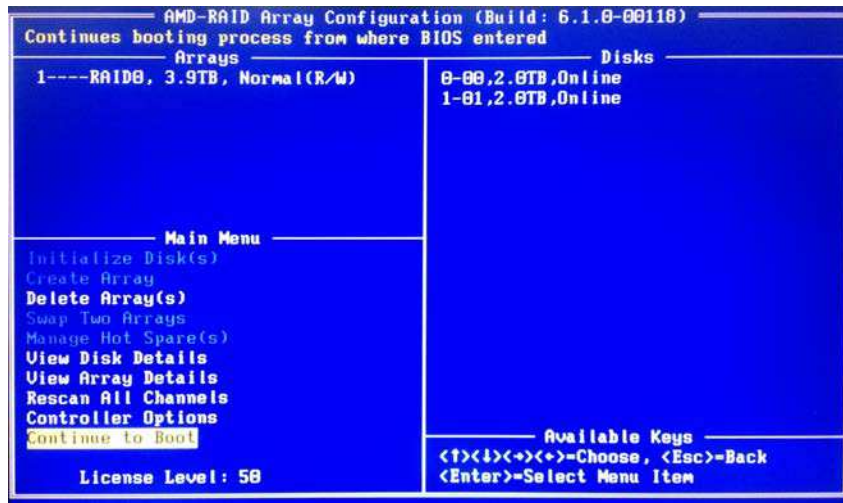 AMD-RAID Array Configuration (Build: 6.1.0-00118)
Continues booting process from where BIOS entered
Arrays
1----RAID0, 3.9TB, Normal(R/W)
Disks
0-00,2.0TB,Online
1-01,2.0TB,Online
Main Menu
Initialize Disk(s)
Create Array
Delete Array(s)
Swap Two Arrays
Manage Hot Spare(s)
View Disk Details
View Array Details
Rescan All Channels
Controller Options
Continue to Boot
License Level: 50
Available Keys
<↑><↓><→><←>=Choose, <Esc>=Back
<Enter>=Select Menu Item